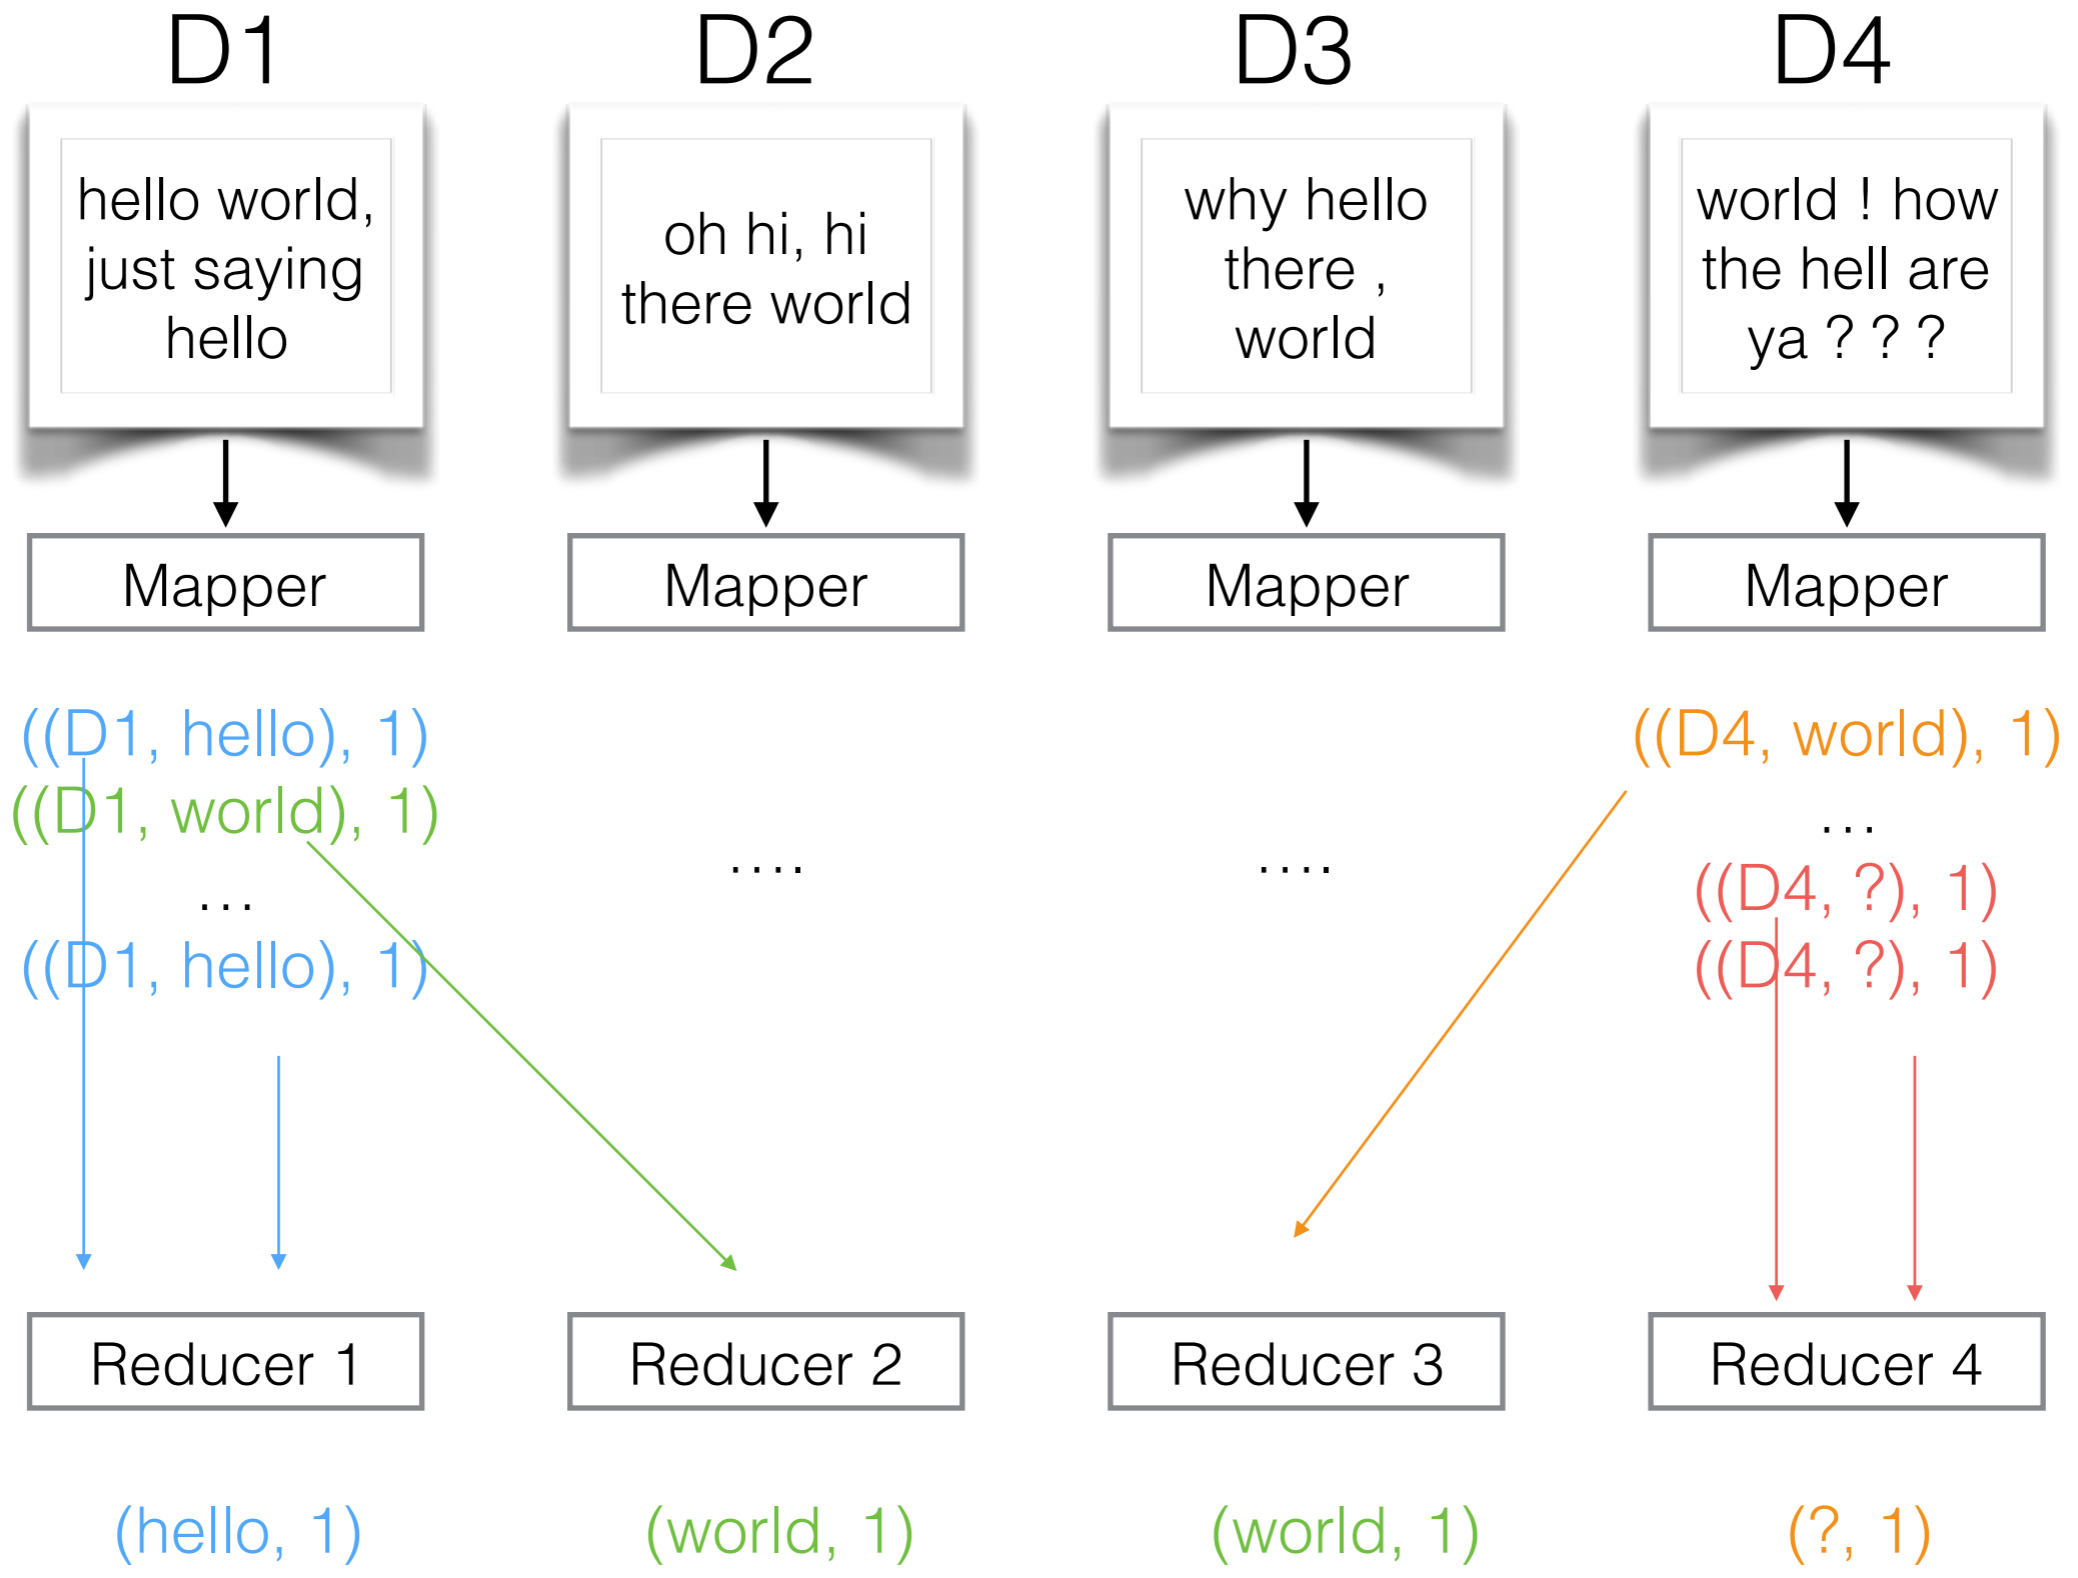 D1
D2
D3
D4
hello world,
just saying
hello
oh hi, hi
there world
why hello
there ,
world
world ! how
the hell are
ya ? ? ?
Mapper
Mapper
Mapper
Mapper
((D1, hello), 1)
((D1, world), 1)
...
((D1, hello), 1)
....
....
((D4, world), 1)
...
((D4, ?), 1)
((D4, ?), 1)
Reducer 1
Reducer 2
Reducer 3
Reducer 4
(hello, 1)
(world, 1)
(world, 1)
(?, 1)